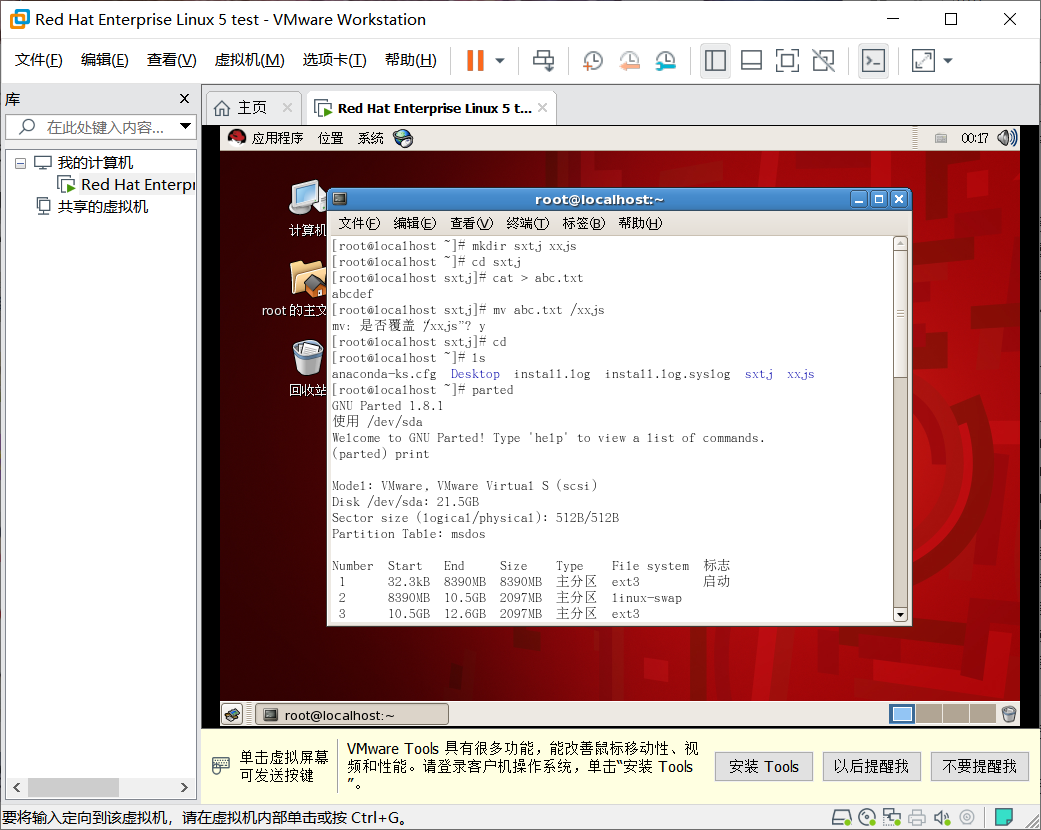 Red Hat Enterprise Linux 5 test - VMware Workstation
文件(F) 编辑(E) 查看(V) 虚拟机(M) 选项卡(T) 帮助(H)
库
在此处键入内容...
我的计算机
Red Hat Enterpr
共享的虚拟机
主页
Red Hat Enterprise Linux 5 t...
应用程序 位置 系统
00:17
计算机
root 的主文
回收站
root@localhost:~
文件(F) 编辑(E) 查看(V) 终端(T) 标签(B) 帮助(H)
[root@localhost ~]# mkdir sxtj xxjs
[root@localhost ~]# cd sxtj
[root@localhost sxtj]# cat > abc.txt
abcdef
[root@localhost sxtj]# mv abc.txt /xxjs
mv: 是否覆盖 “/xxjs”? y
[root@localhost sxtj]# cd
[root@localhost ~]# ls
anaconda-ks.cfg Desktop install.log install.log.syslog sxtj xxjs
[root@localhost ~]# parted
GNU Parted 1.8.1
使用 /dev/sda
Welcome to GNU Parted! Type 'help' to view a list of commands.
(parted) print
Model: VMware, VMware Virtual S (scsi)
Disk /dev/sda: 21.5GB
Sector size (logical/physical): 512B/512B
Partition Table: msdos
Number Start End Size Type File system 标志
1 32.3kB 8390MB 8390MB 主分区 ext3 启动
2 8390MB 10.5GB 2097MB 主分区 linux-swap
3 10.5GB 12.6GB 2097MB 主分区 ext3
root@localhost:~
单击虚拟屏幕
可发送按键
VMware Tools 具有很多功能，能改善鼠标移动性、视
频和性能。请登录客户机操作系统，单击“安装 Tools
”。
安装 Tools
以后提醒我
不要提醒我
要将输入定向到该虚拟机，请在虚拟机内部单击或按 Ctrl+G。